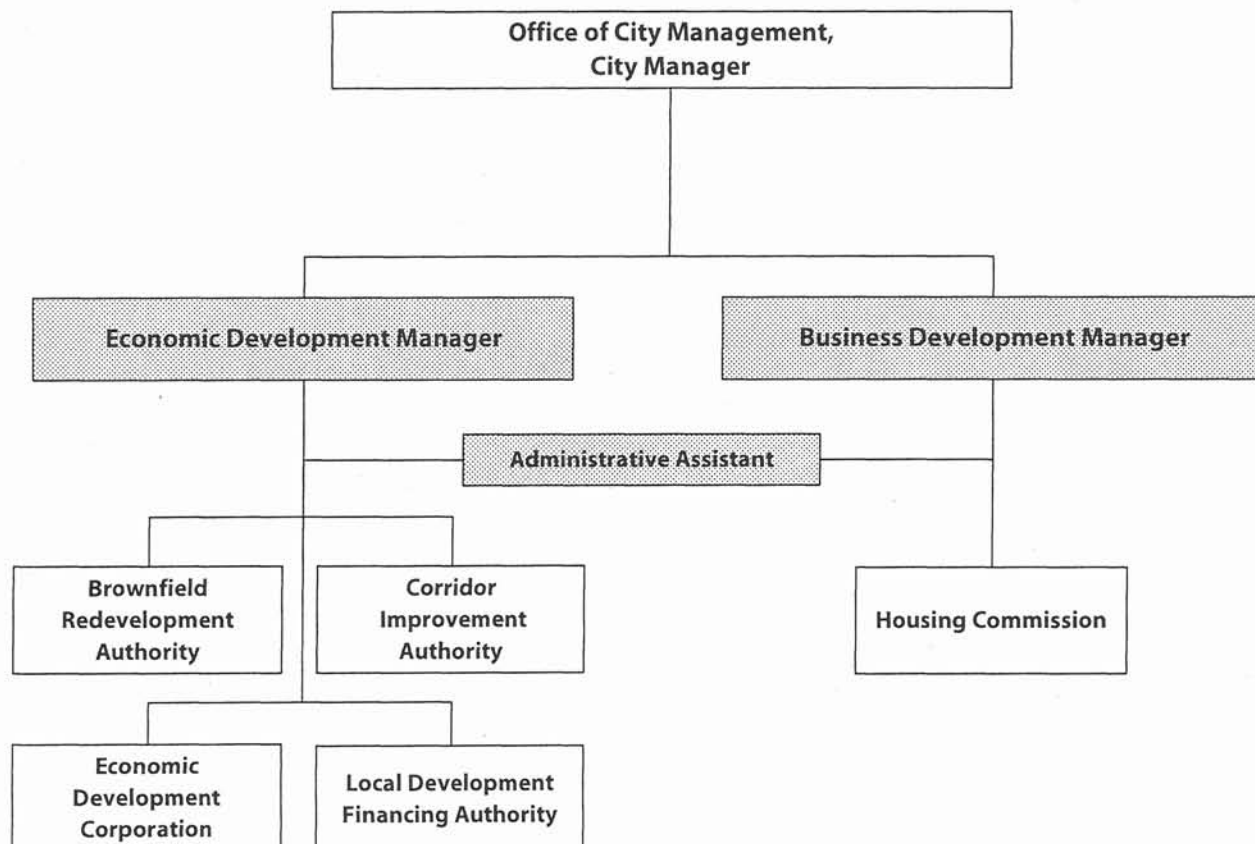 Office of City Management,
City Manager
Economic Development Manager
Business Development Manager
Administrative Assistant
Brownfield
Redevelopment
Authority
Corridor
Improvement
Authority
Housing Commission
Economic
Development
Corporation
Local Development
Financing Authority